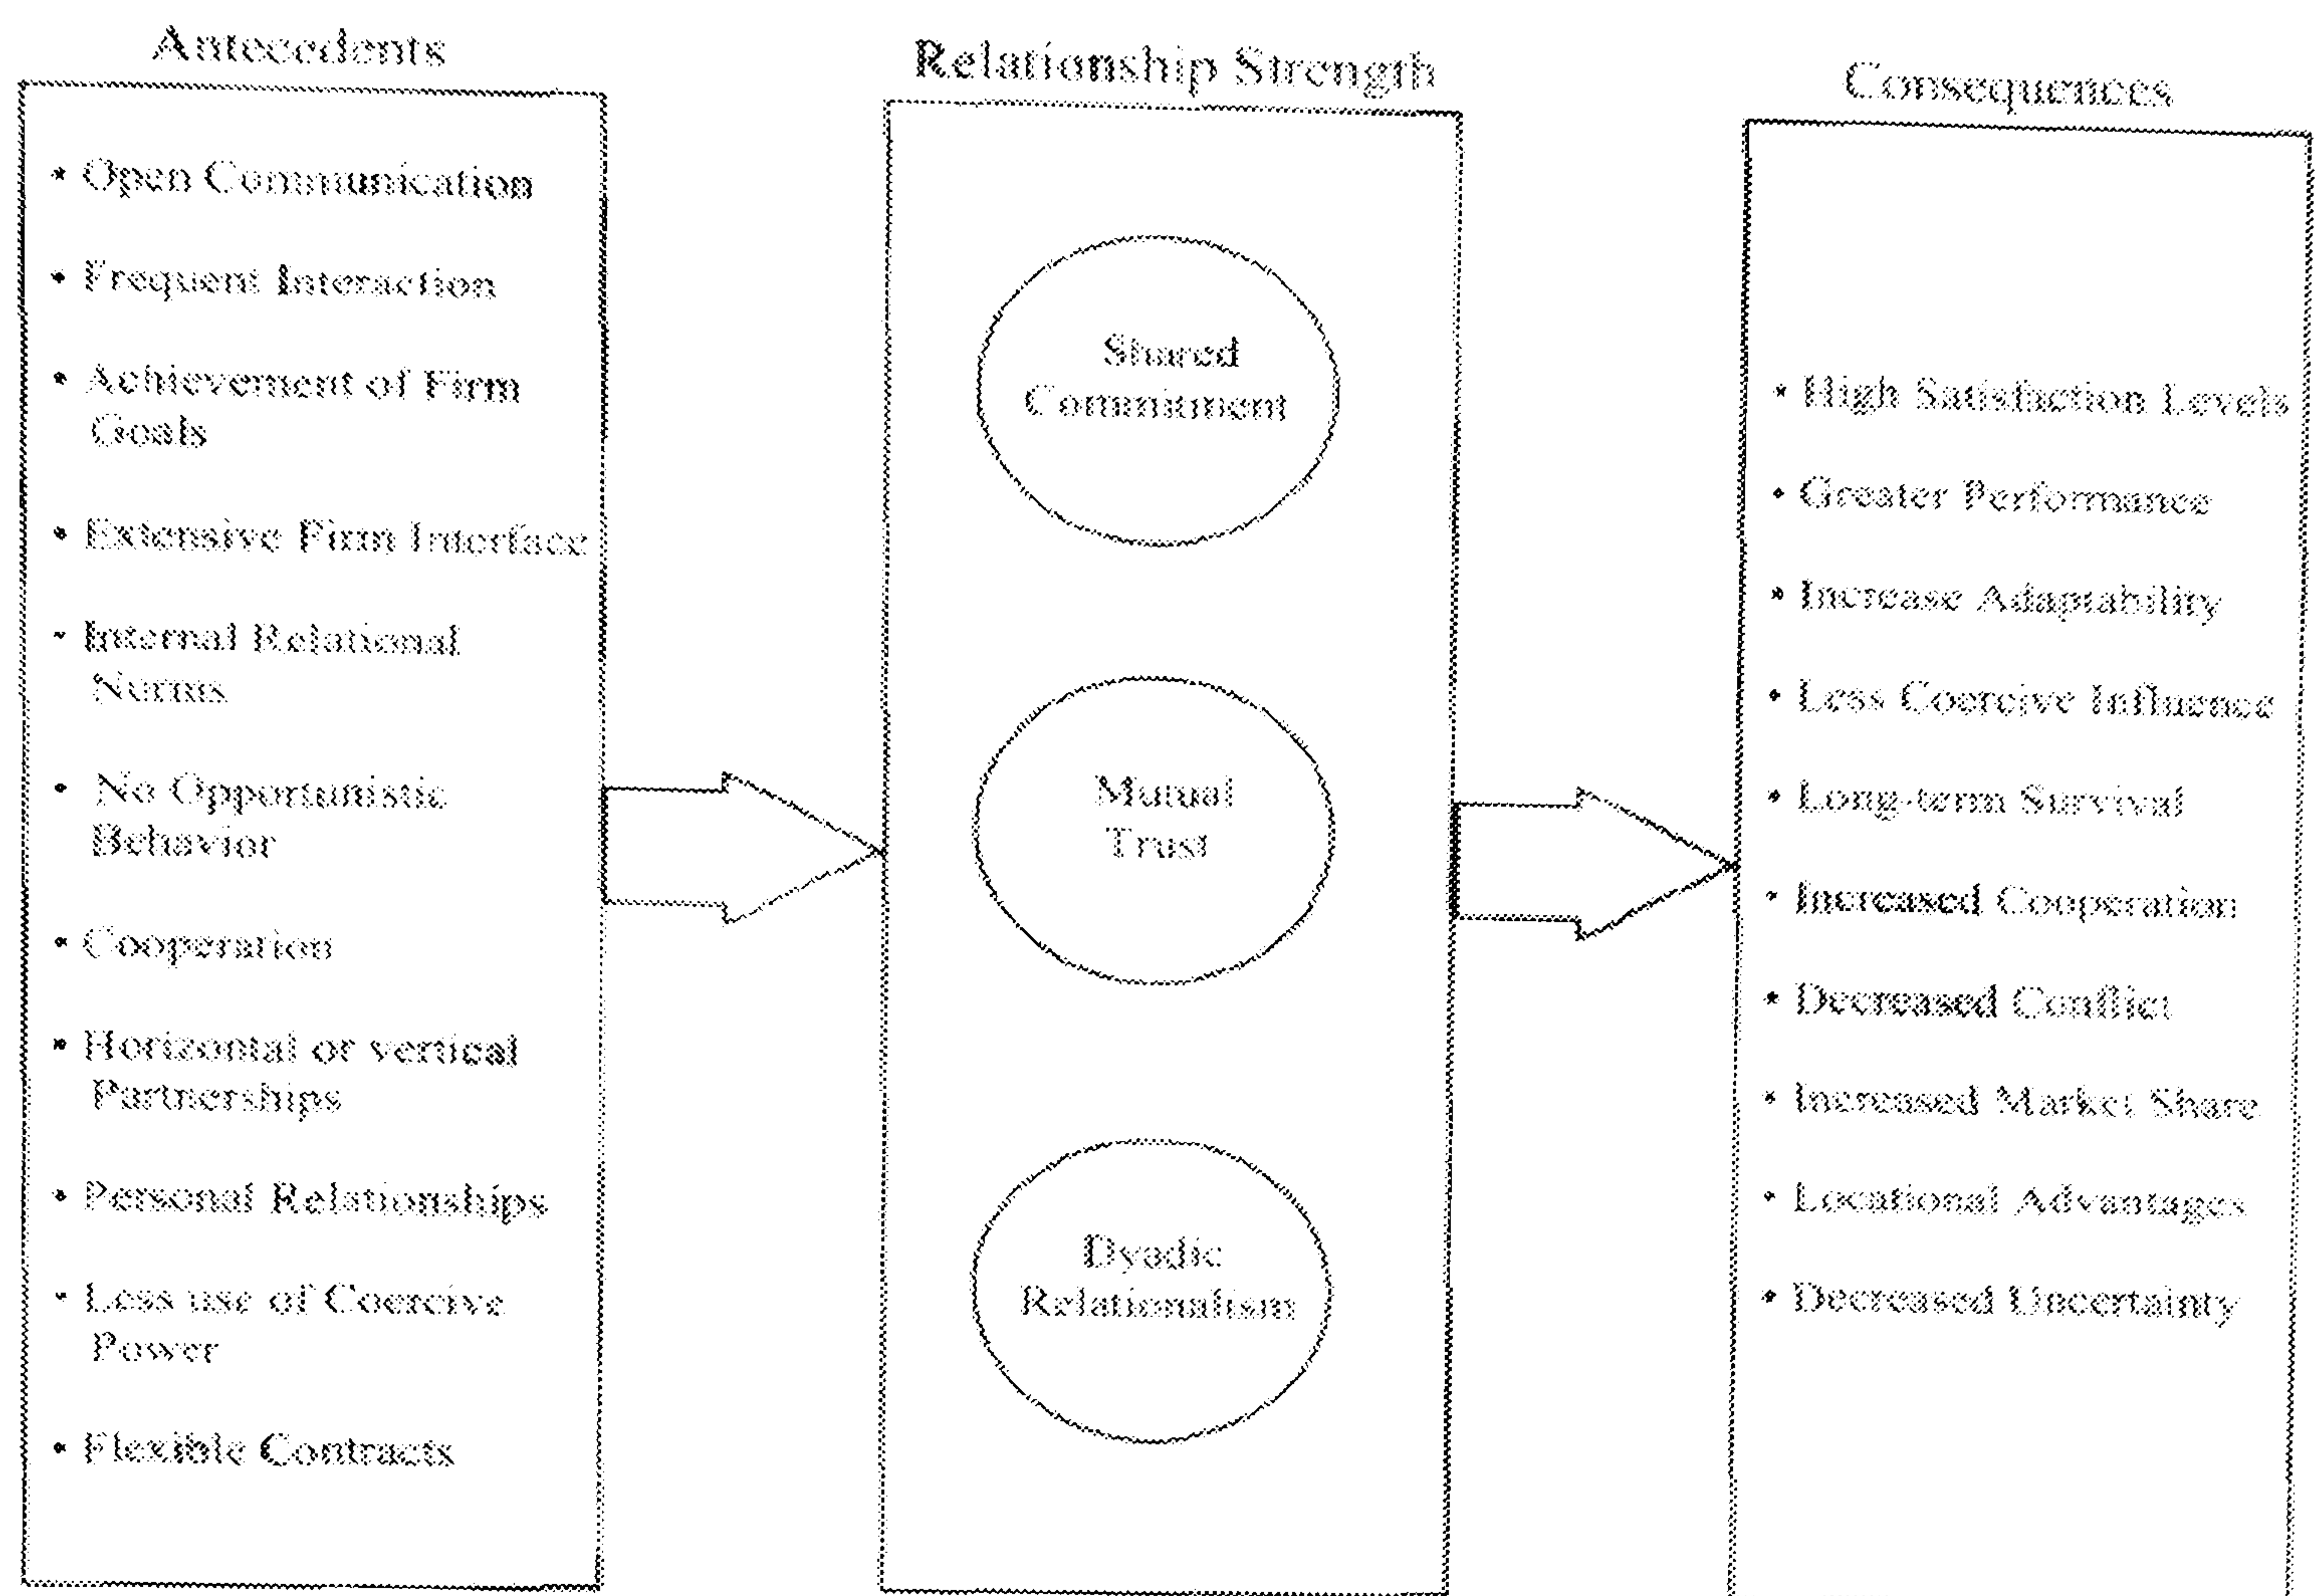 Antecedents
• Open Communication
• Frequent Interaction
• Achievement of Firm
Goals
• Extensive Firm Interface
• Internal Relational
Norms
• No Opportunistic
Behavior
• Cooperation
• Horizontal or vertical
Partnerships
• Personal Relationships
• Less use of Coercive
Power
• Flexible Contracts
Relationship Strength
Shared
Commitment
Mutual
Trust
Dyadic
Relationalism
Consequences
• High Satisfaction Levels
• Greater Performance
• Increase Adaptability
• Less Coercive Influence
• Long-term Survival
• Increased Cooperation
• Decreased Conflict
• Increased Market Share
• Locational Advantages
• Decreased Uncertainty